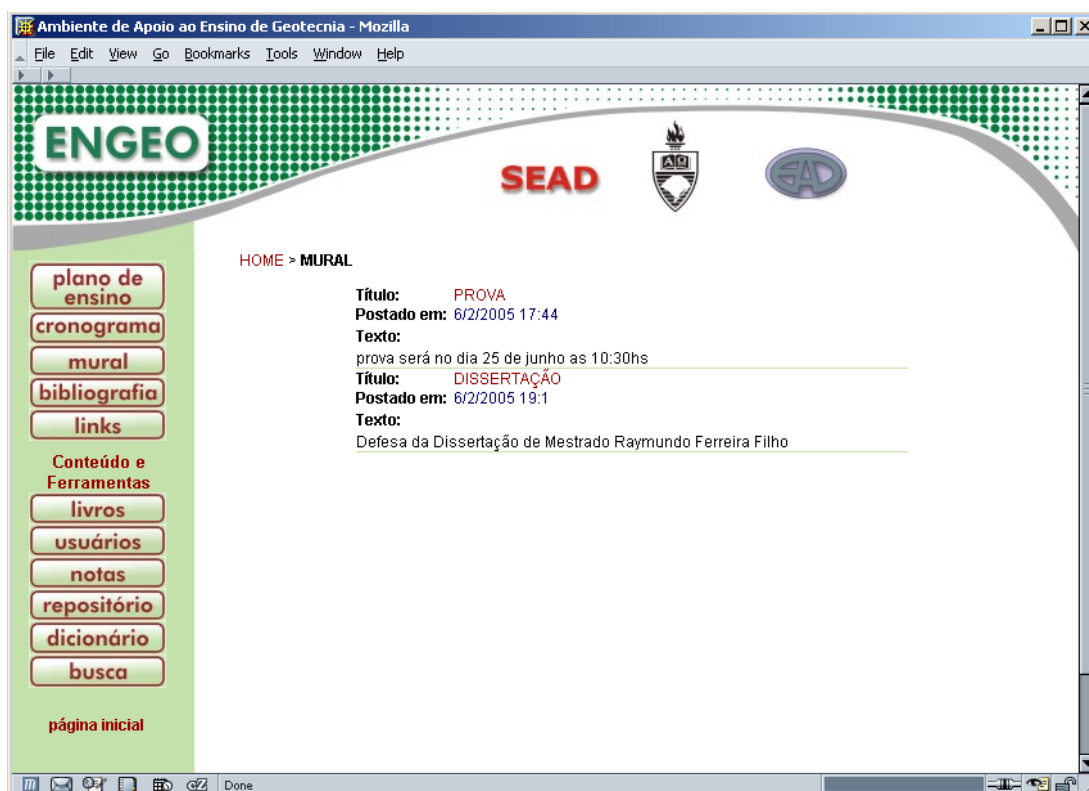 Ambiente de Apoio ao Ensino de Geotecnia - Mozilla
File Edit View Go Bookmarks Tools Window Help
ENGEO
SEAD
ΑΩ
EAD
HOME > MURAL
plano de
ensino
cronograma
mural
bibliografia
links
Conteúdo e
Ferramentas
livros
usuários
notas
repositório
dicionário
busca
página inicial
Título: PROVA
Postado em: 6/2/2005 17:44
Texto:
prova será no dia 25 de junho as 10:30hs
Título: DISSERTAÇÃO
Postado em: 6/2/2005 19:1
Texto:
Defesa da Dissertação de Mestrado Raymundo Ferreira Filho
Done